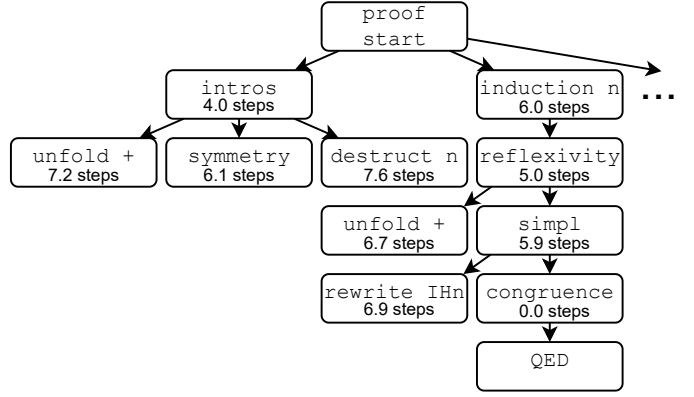 proof
start
intros
4.0 steps
induction n
6.0 steps
...
unfold +
7.2 steps
symmetry
6.1 steps
destruct n
7.6 steps
reflexivity
5.0 steps
unfold +
6.7 steps
simpl
5.9 steps
rewrite IHn
6.9 steps
congruence
0.0 steps
QED